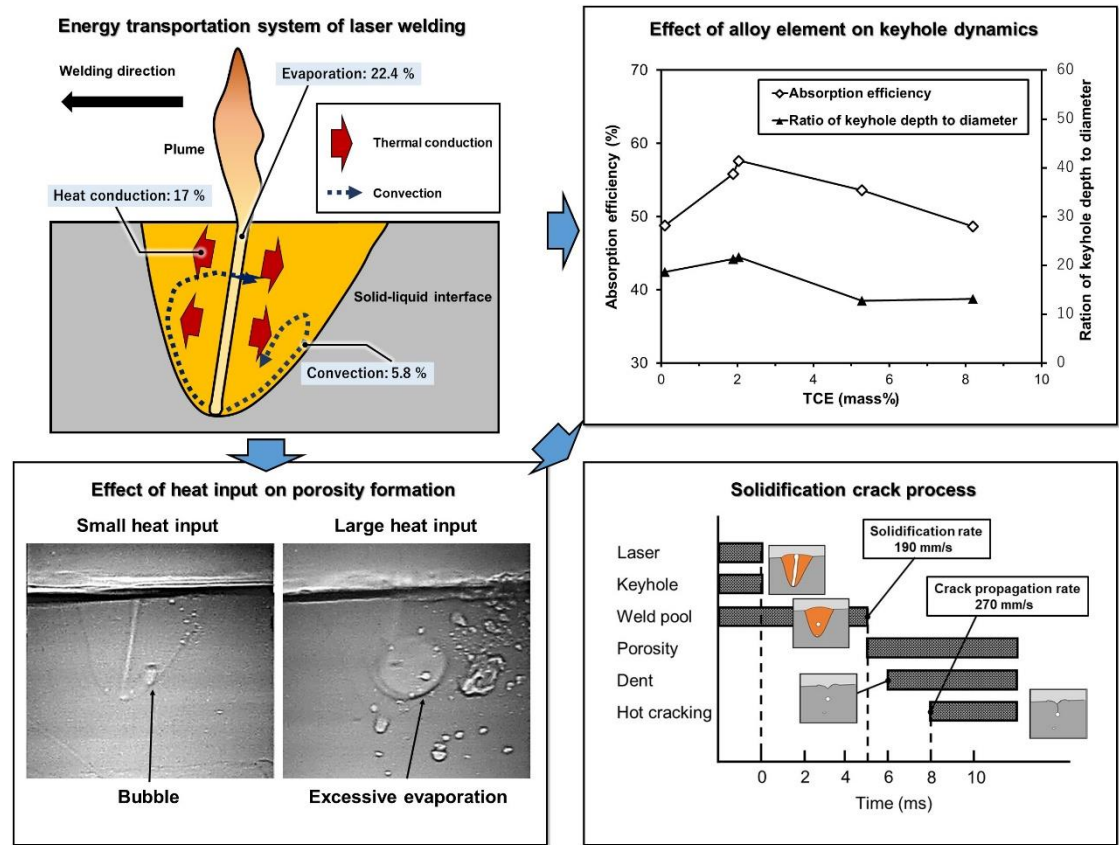 Energy transportation system of laser welding
Welding direction
Evaporation: 22.4 %
Plume
Thermal conduction
Convection
Heat conduction: 17 %
Solid-liquid interface
Convection: 5.8 %
Effect of alloy element on keyhole dynamics
70
60
50
40
30
Absorption efficiency (%)
Absorption efficiency
Ratio of keyhole depth to diameter
60
50
40
30
20
10
0
Ration of keyhole depth to diameter
0
2
4
6
8
10
TCE (mass%)
Effect of heat input on porosity formation
Small heat input
Large heat input
Bubble
Excessive evaporation
Solidification crack process
Solidification rate
190 mm/s
Crack propagation rate
270 mm/s
Laser
Keyhole
Weld pool
Porosity
Dent
Hot cracking
0
2
4
6
8
10
Time (ms)